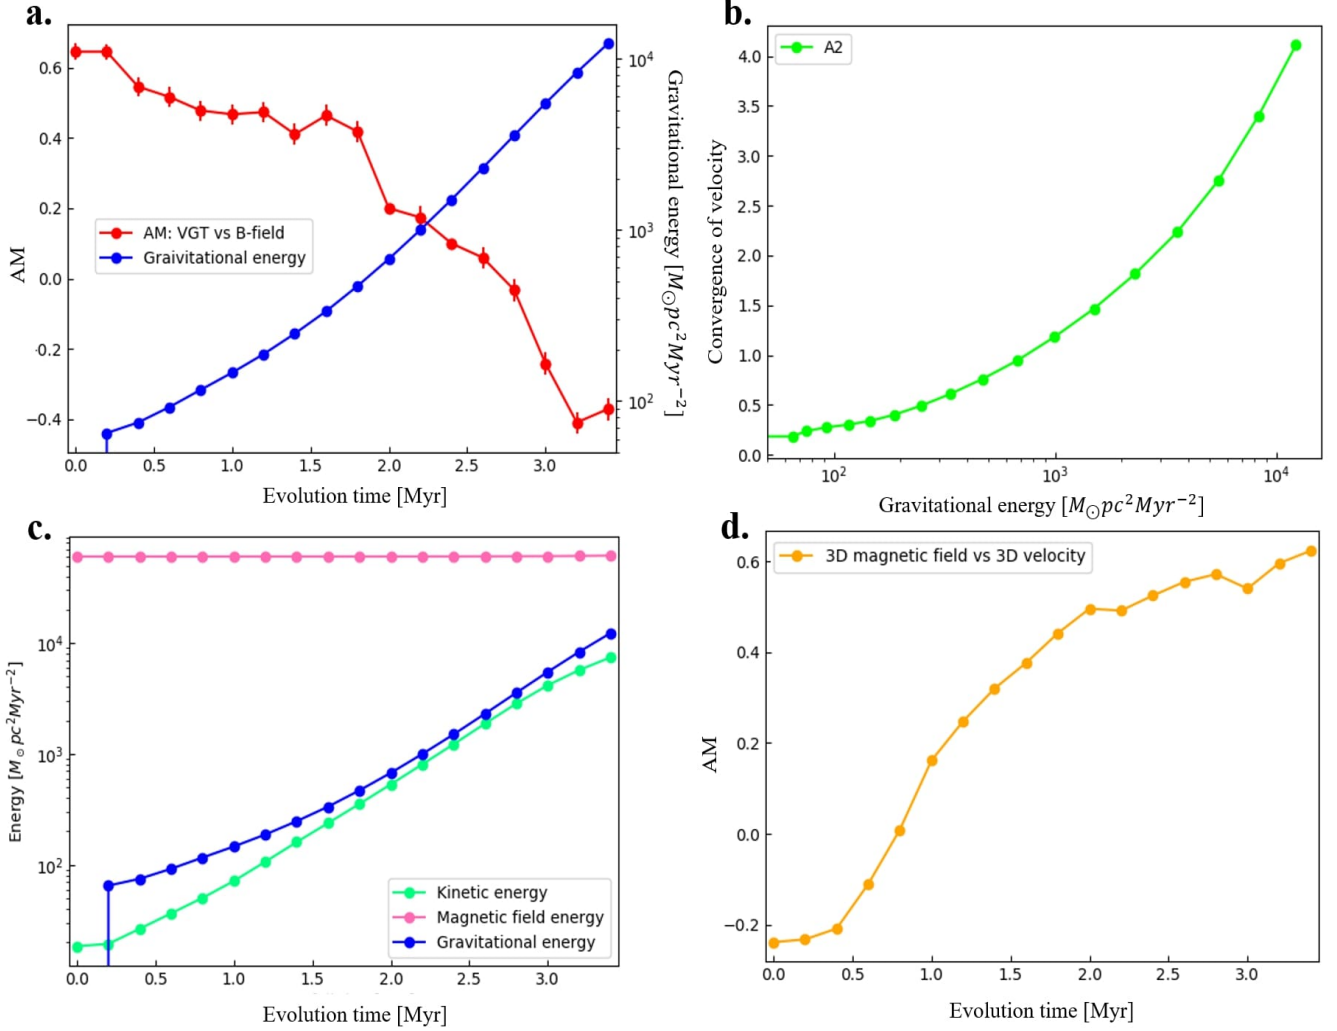 a.
0.6
0.4
0.2
0.0
−0.2
−0.4
AM
AM: VGT vs B-field
Graivitational energy
10^4
10^3
10^2
Gravitational energy [M⊙pc^2Myr^−2]
0.0 0.5 1.0 1.5 2.0 2.5 3.0
Evolution time [Myr]
b.
A2
4.0
3.5
3.0
2.5
2.0
1.5
1.0
0.5
0.0
Convergence of velocity
10^2 10^3 10^4
Gravitational energy [M⊙pc^2Myr^−2]
c.
10^4
10^3
10^2
Energy [M⊙pc^2Myr^−2]
Kinetic energy
Magnetic field energy
Gravitational energy
0.0 0.5 1.0 1.5 2.0 2.5 3.0
Evolution time [Myr]
d.
3D magnetic field vs 3D velocity
0.6
0.4
0.2
0.0
−0.2
AM
0.0 0.5 1.0 1.5 2.0 2.5 3.0
Evolution time [Myr]